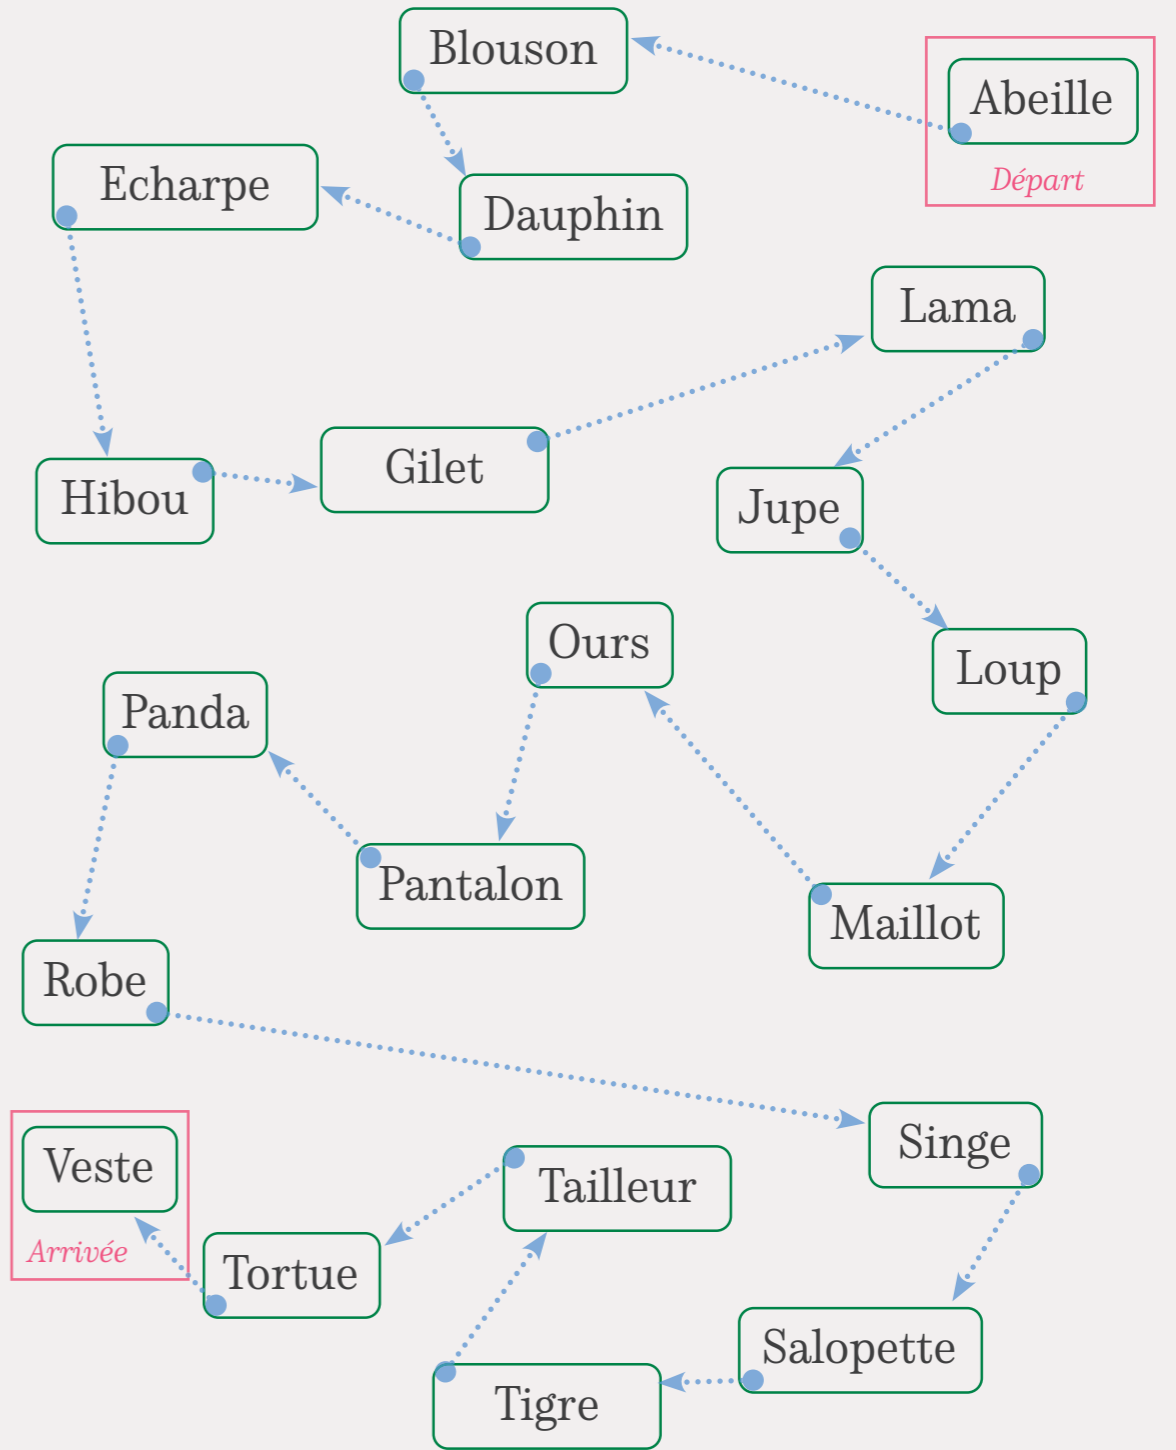 Blouson
Abeille
Départ
Echarpe
Dauphin
Lama
Hibou
Gilet
Jupe
Ours
Loup
Panda
Pantalon
Maillot
Robe
Singe
Veste
Arrivée
Tailleur
Tortue
Salopette
Tigre